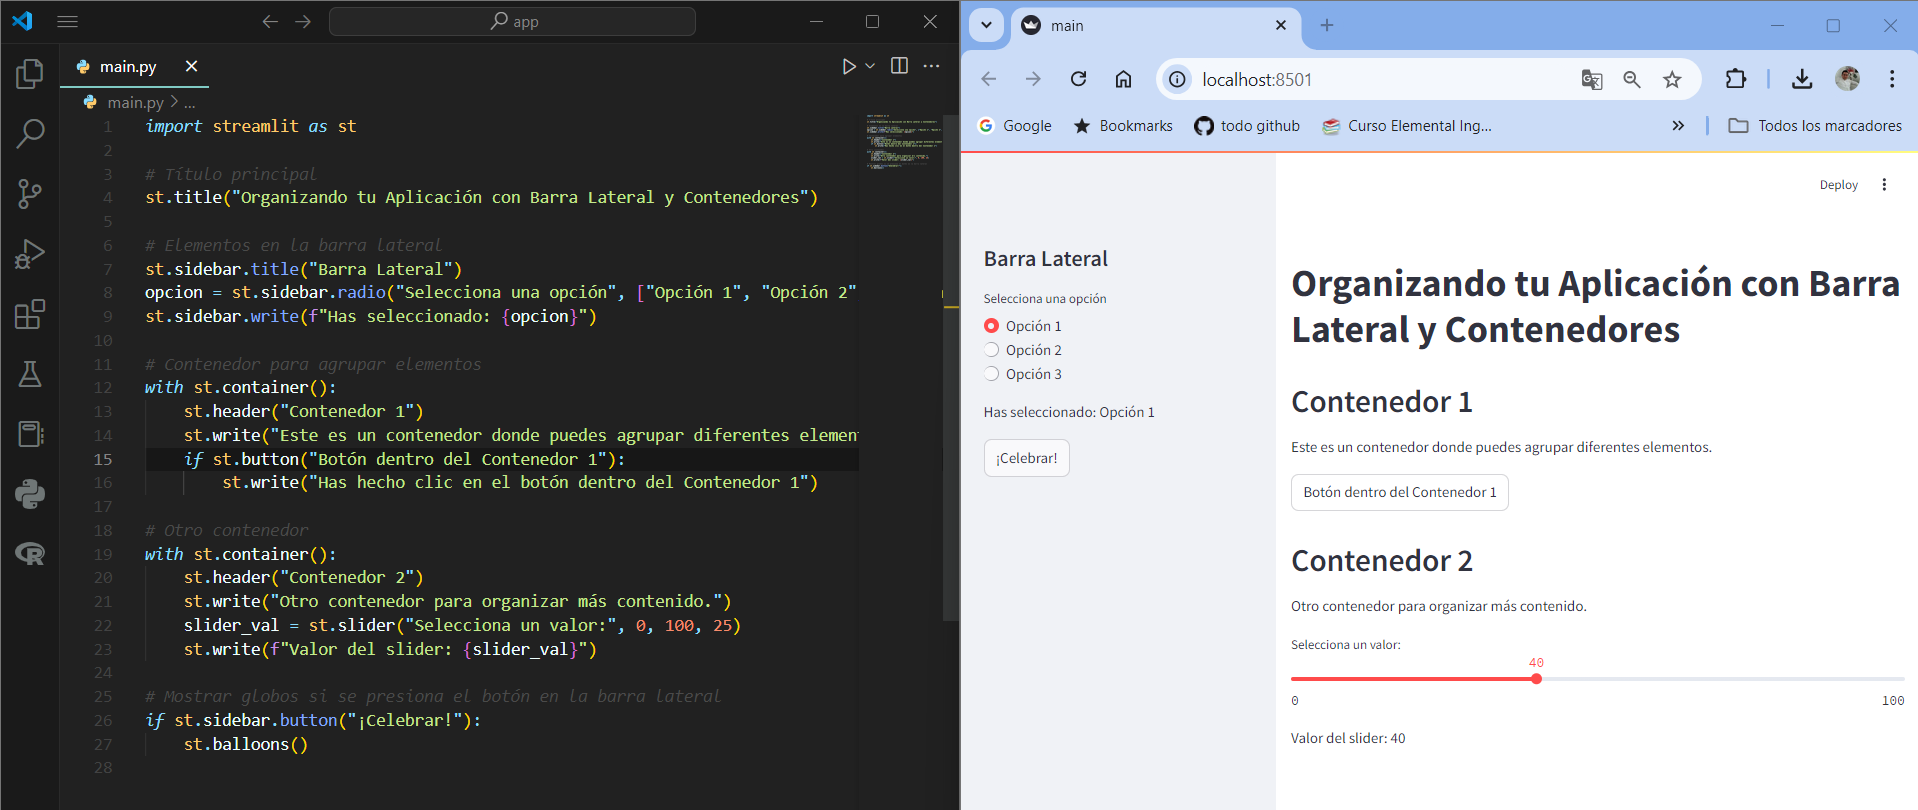 app
main.py
main.py > ...
1 import streamlit as st
2
3 # Título principal
4 st.title("Organizando tu Aplicación con Barra Lateral y Contenedores")
5
6 # Elementos en la barra lateral
7 st.sidebar.title("Barra Lateral")
8 opcion = st.sidebar.radio("Selecciona una opción", ["Opción 1", "Opción 2"
9 st.sidebar.write(f"Has seleccionado: {opcion}")
10
11 # Contenedor para agrupar elementos
12 with st.container():
13 st.header("Contenedor 1")
14 st.write("Este es un contenedor donde puedes agrupar diferentes elemen
15 if st.button("Botón dentro del Contenedor 1"):
16 st.write("Has hecho clic en el botón dentro del Contenedor 1")
17
18 # Otro contenedor
19 with st.container():
20 st.header("Contenedor 2")
21 st.write("Otro contenedor para organizar más contenido.")
22 slider_val = st.slider("Selecciona un valor:", 0, 100, 25)
23 st.write(f"Valor del slider: {slider_val}")
24
25 # Mostrar globos si se presiona el botón en la barra lateral
26 if st.sidebar.button("¡Celebrar!"):
27 st.balloons()
28
main
localhost:8501
Google Bookmarks todo github Curso Elemental Ing... » Todos los marcadores
Deploy
Barra Lateral
Selecciona una opción
Opción 1
Opción 2
Opción 3
Has seleccionado: Opción 1
¡Celebrar!
Organizando tu Aplicación con Barra
Lateral y Contenedores
Contenedor 1
Este es un contenedor donde puedes agrupar diferentes elementos.
Botón dentro del Contenedor 1
Contenedor 2
Otro contenedor para organizar más contenido.
Selecciona un valor:
40
0 100
Valor del slider: 40